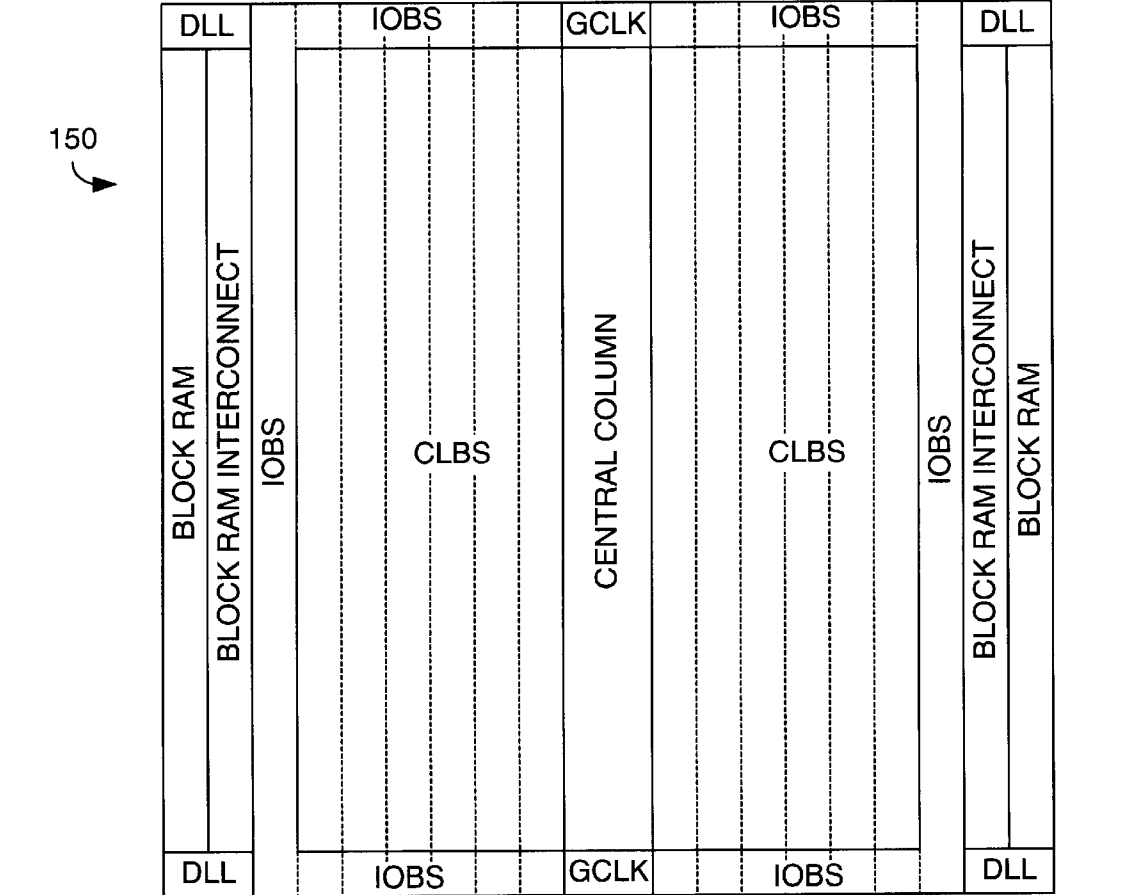 DLL
IOBS
GCLK
IOBS
DLL
150
BLOCK RAM
BLOCK RAM INTERCONNECT
IOBS
CLBS
CENTRAL COLUMN
CLBS
IOBS
BLOCK RAM INTERCONNECT
BLOCK RAM
DLL
IOBS
GCLK
IOBS
DLL